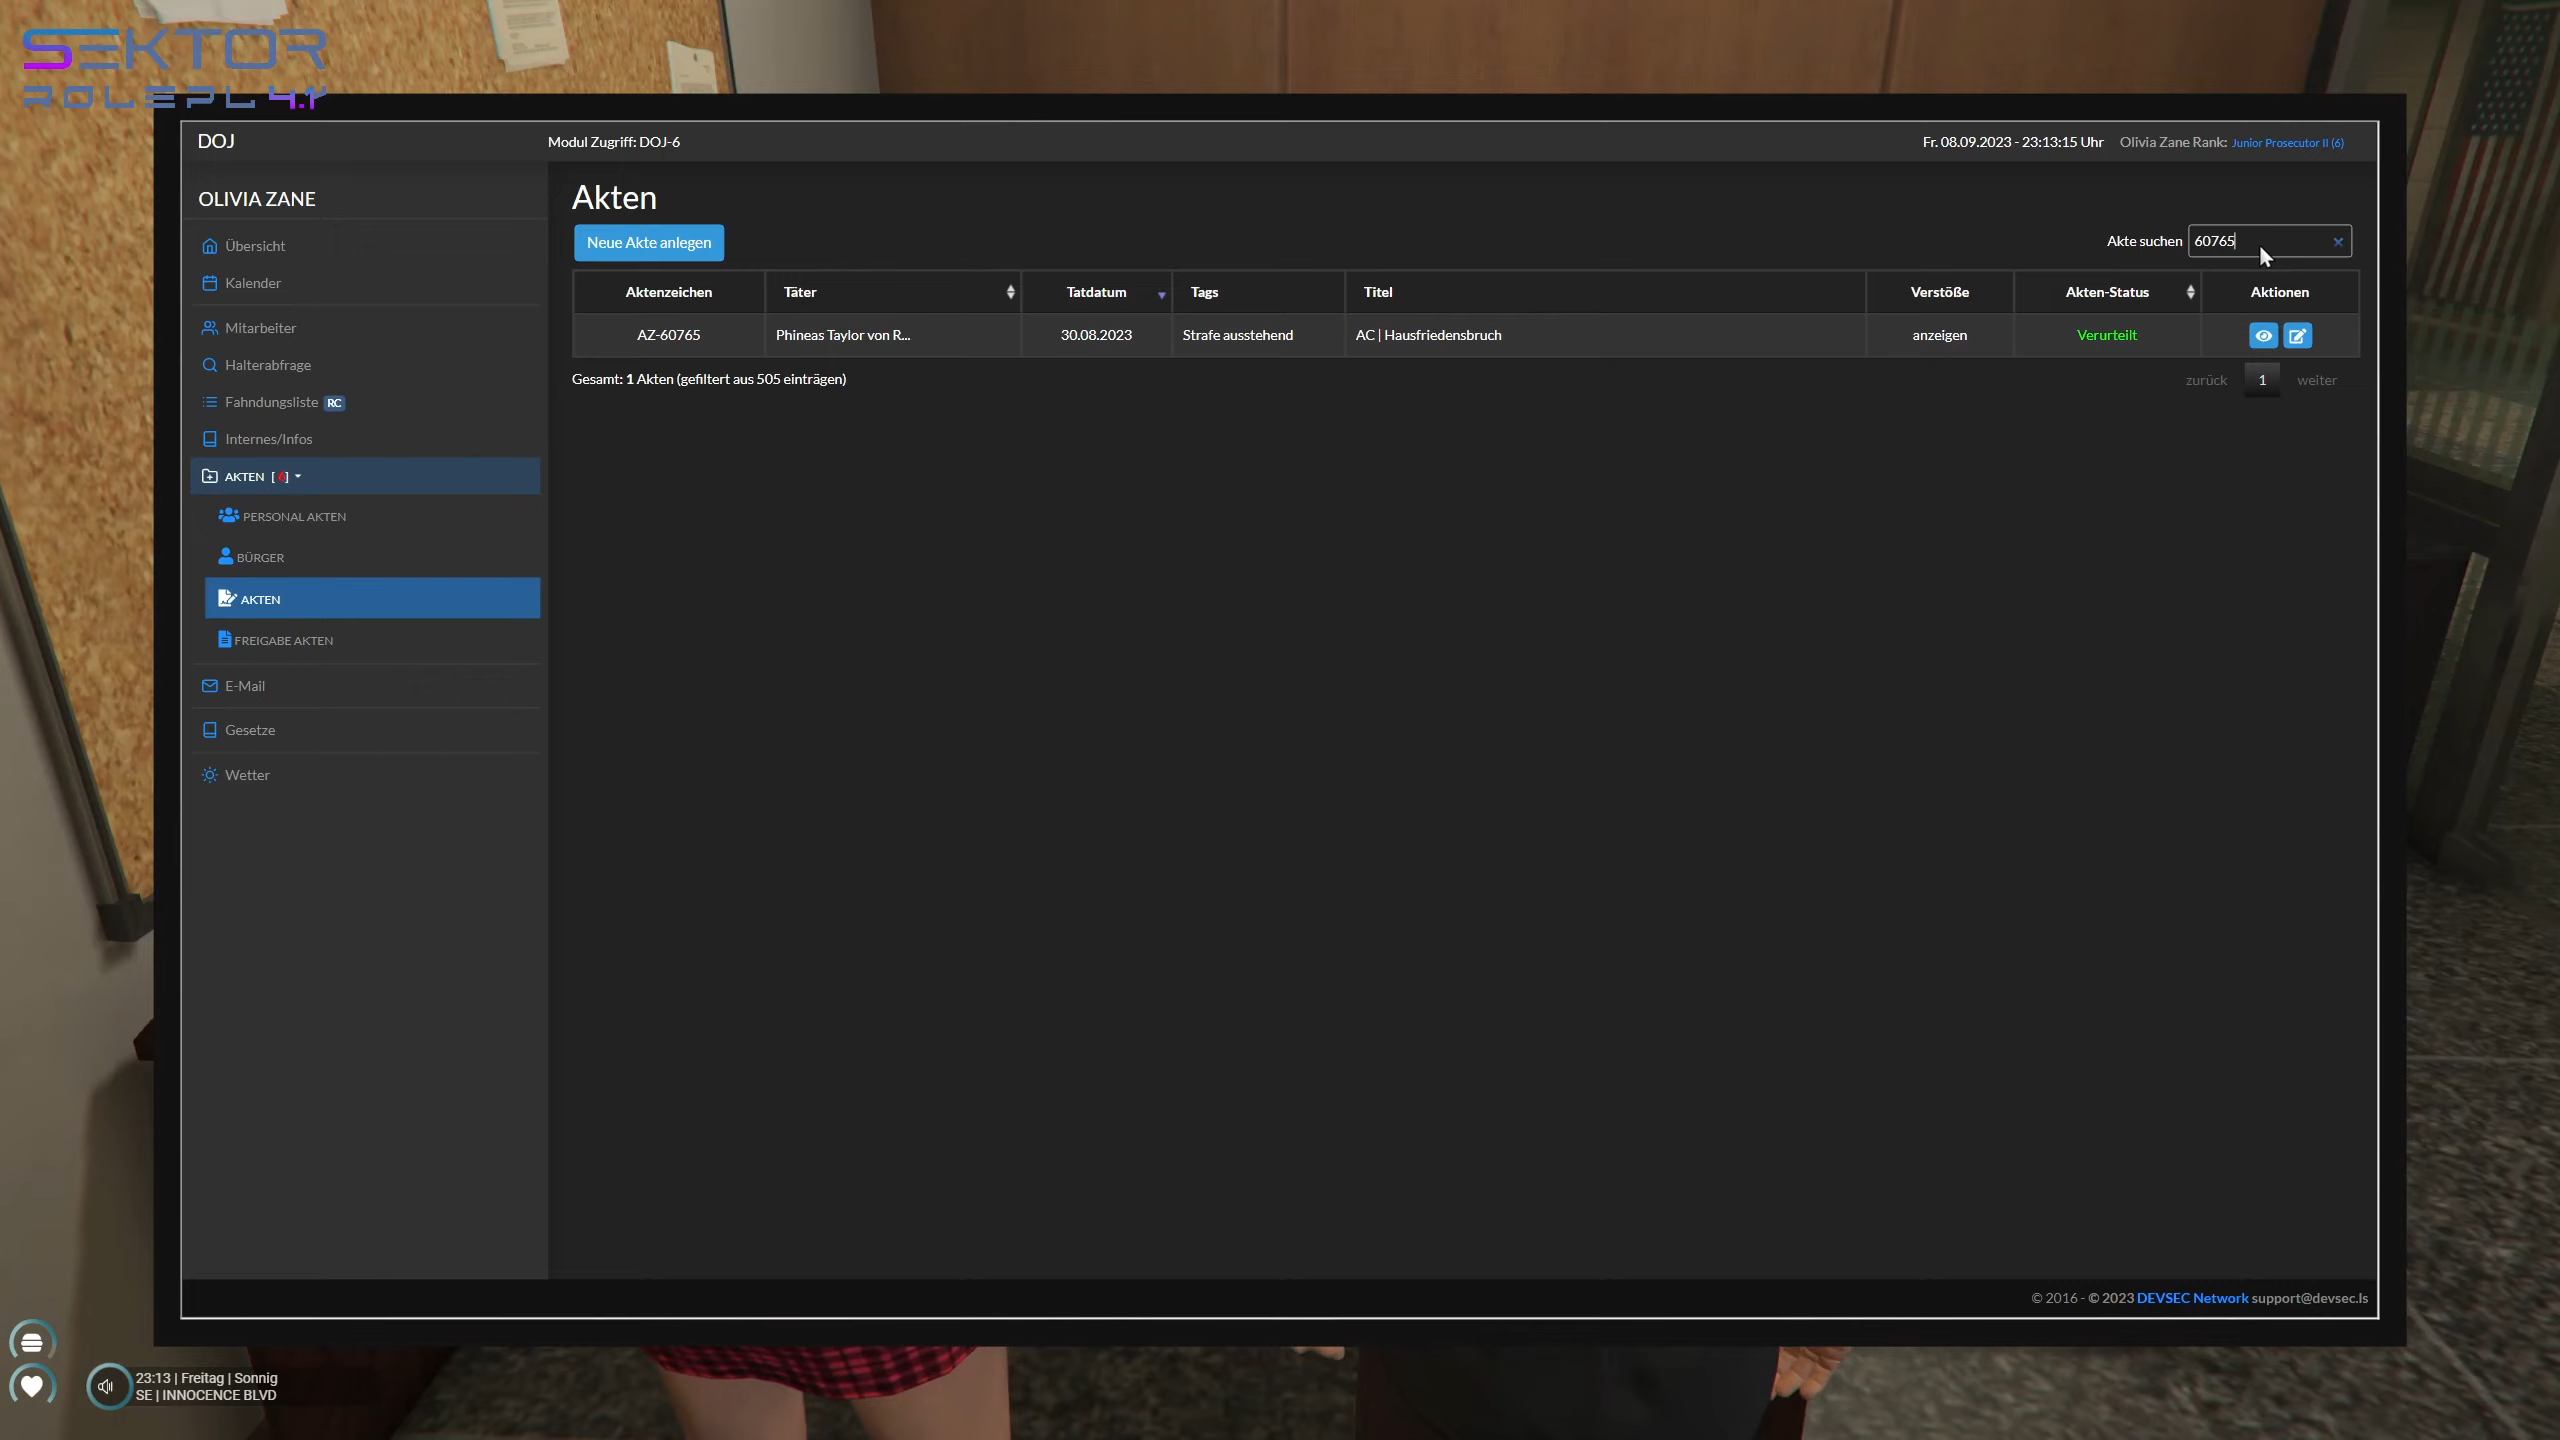 SEKTOR
ROLEPL4.Y
DOJ
Modul Zugriff: DOJ-6
Fr. 08.09.2023 - 23:13:15 Uhr
Olivia Zane Rank: Junior Prosecutor II (6)
OLIVIA ZANE
Übersicht
Kalender
Mitarbeiter
Halterabfrage
Fahndungsliste RC
Internes/Infos
AKTEN [6]
PERSONAL AKTEN
BÜRGER
AKTEN
FREIGABE AKTEN
E-Mail
Gesetze
Wetter
Akten
Neue Akte anlegen
Akte suchen 60765
Aktenzeichen Täter Tatdatum Tags Titel Verstöße Akten-Status Aktionen
AZ-60765 Phineas Taylor von R... 30.08.2023 Strafe ausstehend AC | Hausfriedensbruch anzeigen Verurteilt
Gesamt: 1 Akten (gefiltert aus 505 einträgen)
zurück 1 weiter
© 2016 - © 2023 DEVSEC Network support@devsec.ls
23:13 | Freitag | Sonnig
SE | INNOCENCE BLVD